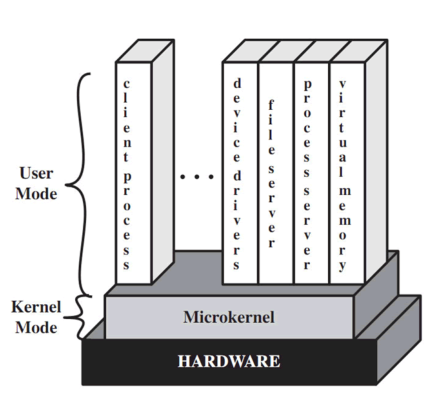 client process
device drivers
file server
process server
virtual memory
• • •
User
Mode
Kernel
Mode
Microkernel
HARDWARE